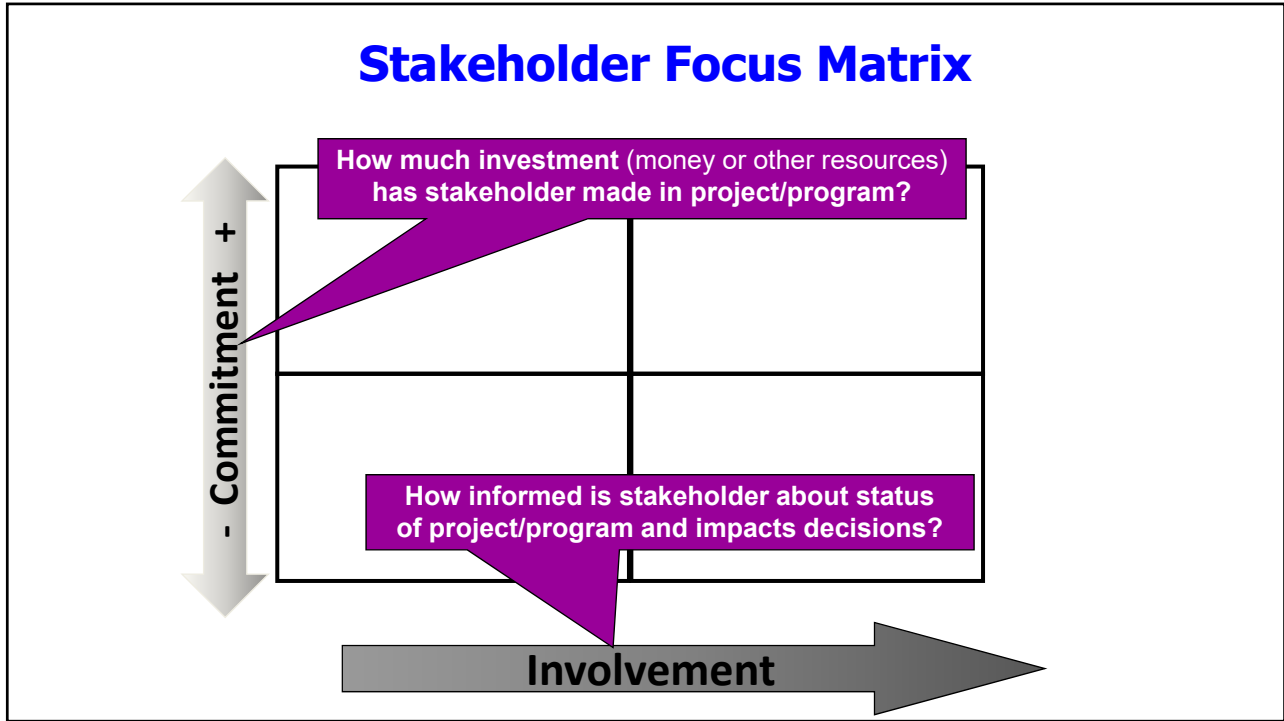 Stakeholder Focus Matrix
How much investment (money or other resources)
has stakeholder made in project/program?
- Commitment +
How informed is stakeholder about status
of project/program and impacts decisions?
Involvement